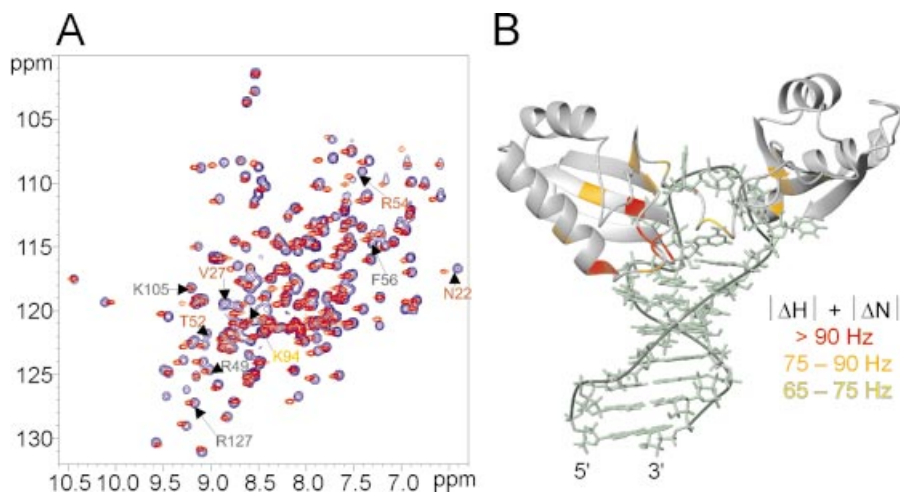 A
B
ppm
105
110
115
120
125
130
R54
F56
V27
K105
N22
T52
K94
R49
R127
10.5 10.0 9.5 9.0 8.5 8.0 7.5 7.0 ppm
|ΔH| + |ΔN|
> 90 Hz
75 – 90 Hz
65 – 75 Hz
5' 3'